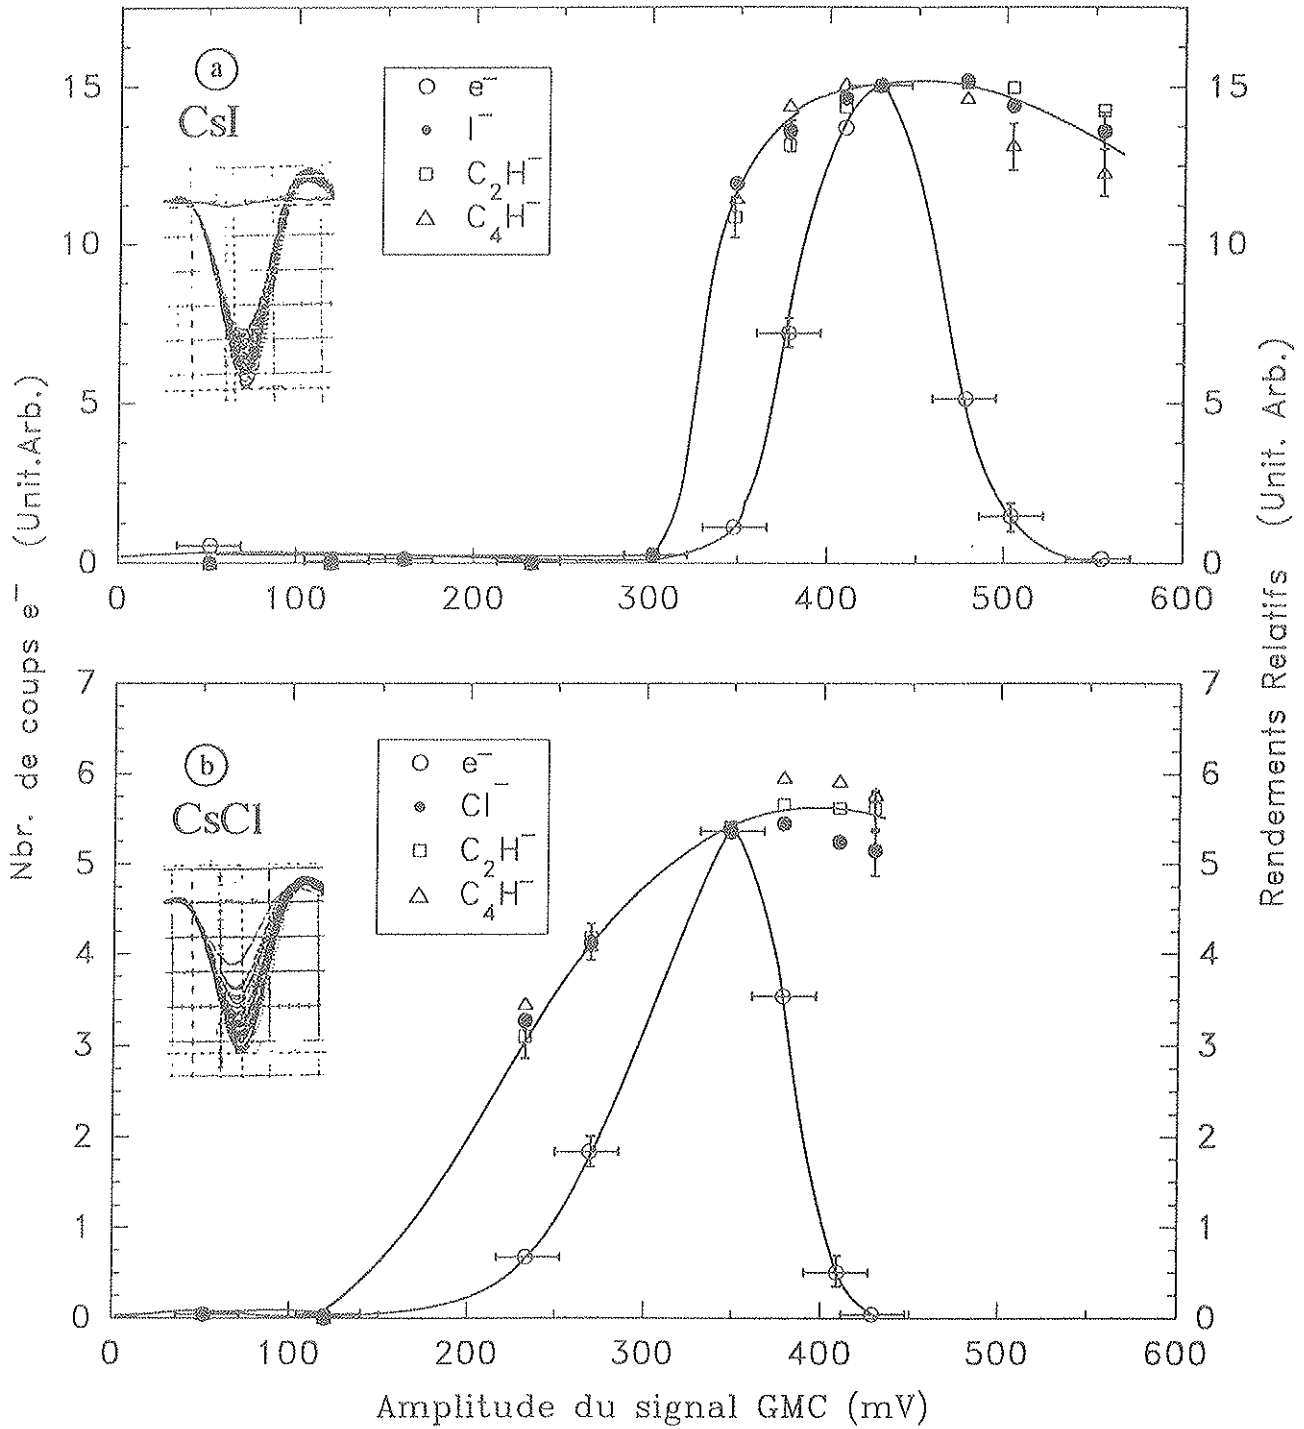 a
CsI
e⁻
I⁻
C₂H⁻
C₄H⁻
15
10
5
0
15
10
5
0
0 100 200 300 400 500 600
Nbr. de coups e⁻ (Unit.Arb.)
Rendements Relatifs (Unit. Arb.)
b
CsCl
e⁻
Cl⁻
C₂H⁻
C₄H⁻
7
6
5
4
3
2
1
0
7
6
5
4
3
2
1
0
0 100 200 300 400 500 600
Amplitude du signal GMC (mV)